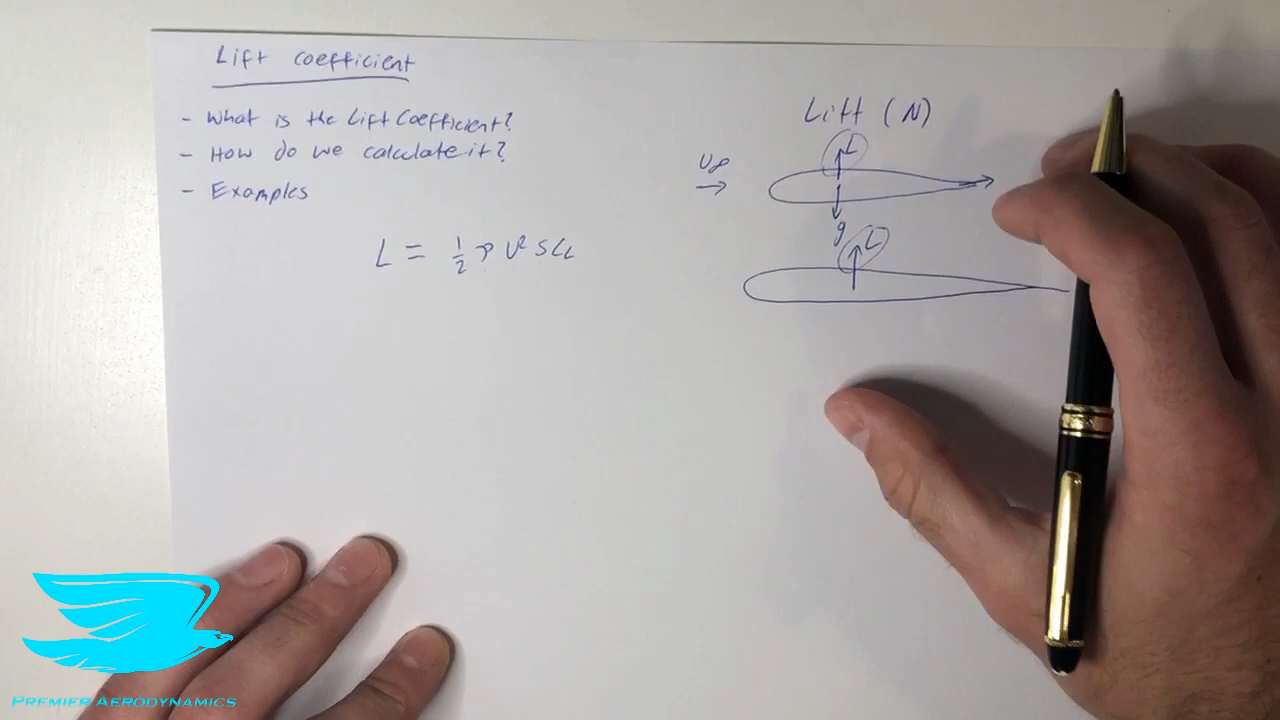 Lift coefficient
- What is the Lift Coefficient?
- How do we calculate it?
- Examples
L = 1/2 ρ U² S CL
Lift (N)
L
U∞
g
L
PREMIER AERODYNAMICS